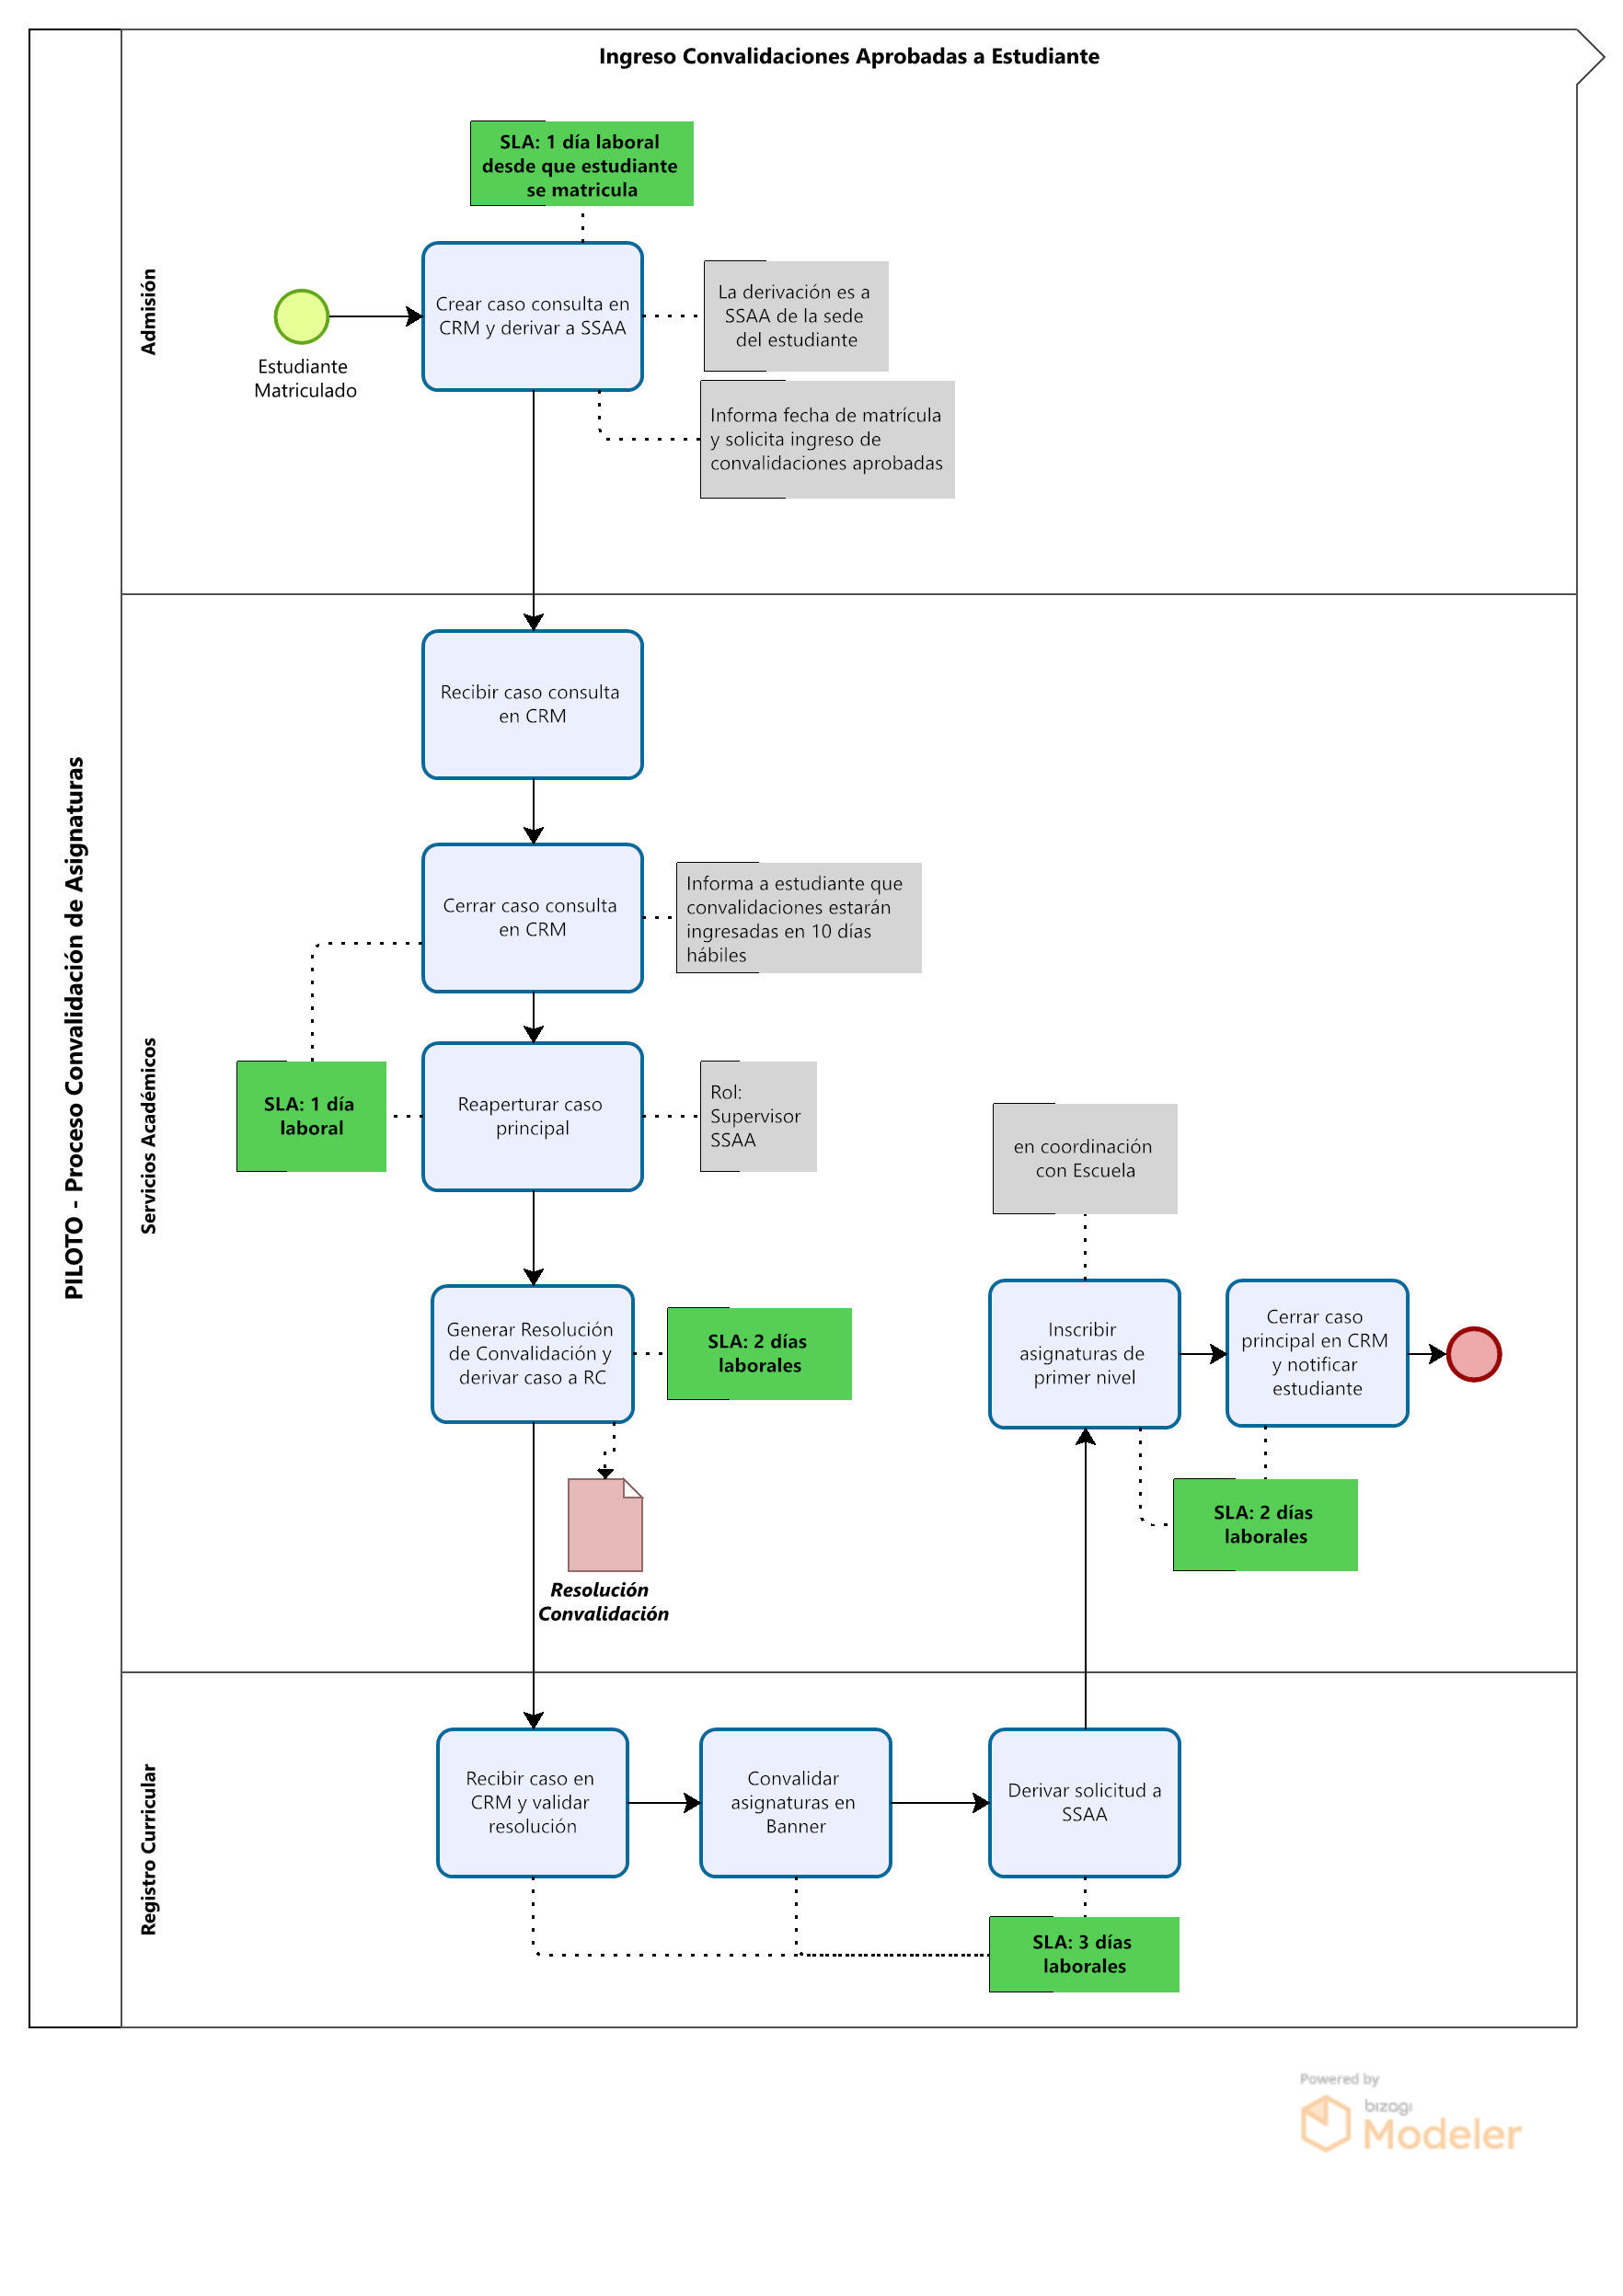 Ingreso Convalidaciones Aprobadas a Estudiante
PILOTO - Proceso Convalidación de Asignaturas
Admisión
SLA: 1 día laboral
desde que estudiante
se matricula
Estudiante
Matriculado
Crear caso consulta en
CRM y derivar a SSAA
La derivación es a
SSAA de la sede
del estudiante
Informa fecha de matrícula
y solicita ingreso de
convalidaciones aprobadas
Servicios Académicos
Recibir caso consulta
en CRM
Cerrar caso consulta
en CRM
Informa a estudiante que
convalidaciones estarán
ingresadas en 10 días
hábiles
SLA: 1 día
laboral
Reaperturar caso
principal
Rol:
Supervisor
SSAA
Generar Resolución
de Convalidación y
derivar caso a RC
SLA: 2 días
laborales
Resolución
Convalidación
en coordinación
con Escuela
Inscribir
asignaturas de
primer nivel
Cerrar caso
principal en CRM
y notificar
estudiante
SLA: 2 días
laborales
Registro Curricular
Recibir caso en
CRM y validar
resolución
Convalidar
asignaturas en
Banner
Derivar solicitud a
SSAA
SLA: 3 días
laborales
Powered by
bizagi
Modeler